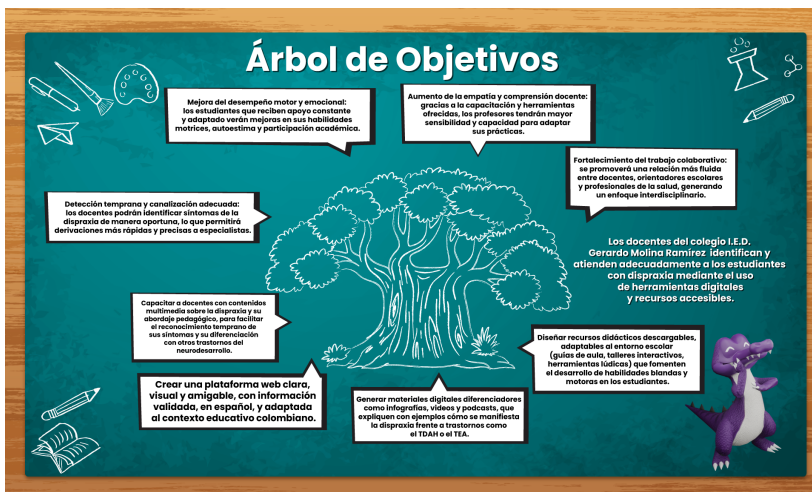 Árbol de Objetivos
Mejora del desempeño motor y emocional:
los estudiantes que reciben apoyo constante
y adaptado verán mejoras en sus habilidades
motrices, autoestima y participación académica.
Aumento de la empatía y comprensión docente:
gracias a la capacitación y herramientas
ofrecidas, los profesores tendrán mayor
sensibilidad y capacidad para adaptar
sus prácticas.
Fortalecimiento del trabajo colaborativo:
se promoverá una relación más fluida
entre docentes, orientadores escolares
y profesionales de la salud, generando
un enfoque interdisciplinario.
Detección temprana y canalización adecuada:
los docentes podrán identificar síntomas de la
dispraxia de manera oportuna, lo que permitirá
derivaciones más rápidas y precisas a especialistas.
Los docentes del colegio I.E.D.
Gerardo Molina Ramírez identifican y
atienden adecuadamente a los estudiantes
con dispraxia mediante el uso
de herramientas digitales
y recursos accesibles.
Capacitar a docentes con contenidos
multimedia sobre la dispraxia y su
abordaje pedagógico, para facilitar
el reconocimiento temprano de
sus síntomas y su diferenciación
con otros trastornos del
neurodesarrollo.
Diseñar recursos didácticos descargables,
adaptables al entorno escolar
(guías de aula, talleres interactivos,
herramientas lúdicas) que fomenten
el desarrollo de habilidades blandas y
motoras en los estudiantes.
Crear una plataforma web clara,
visual y amigable, con información
validada, en español, y adaptada
al contexto educativo colombiano.
Generar materiales digitales diferenciadores
como infografías, videos y podcasts, que
expliquen con ejemplos cómo se manifiesta
la dispraxia frente a trastornos como
el TDAH o el TEA.